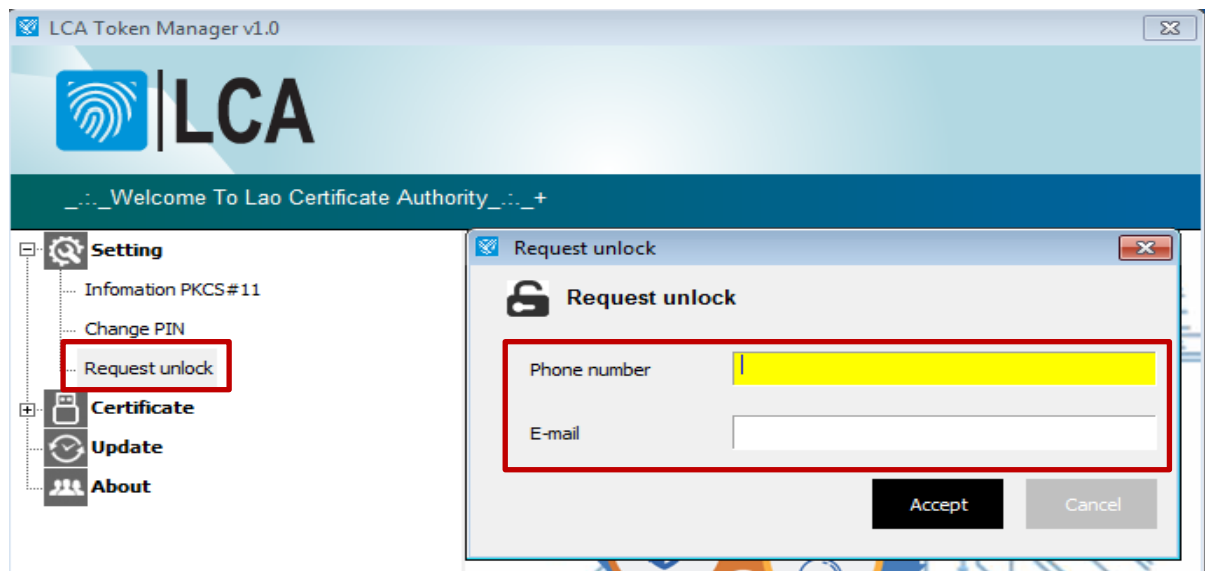 LCA Token Manager v1.0
LCA
_.:._Welcome To Lao Certificate Authority_.:._+
Setting
Infomation PKCS#11
Change PIN
Request unlock
Certificate
Update
About
Request unlock
Request unlock
Phone number
E-mail
Accept
Cancel